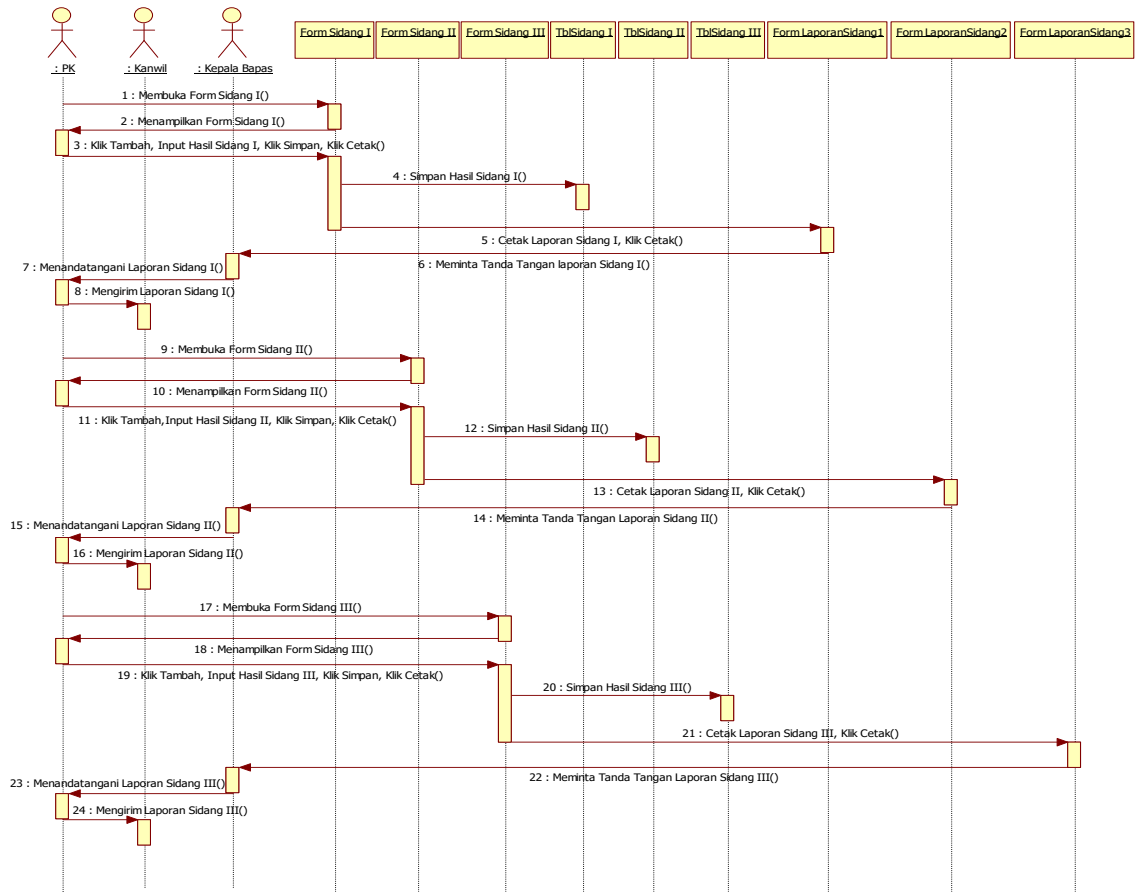 : PK
: Kanwil
: Kepala Bapas
Form Sidang I
Form Sidang II
Form Sidang III
TblSidang I
TblSidang II
TblSidang III
Form LaporanSidang1
Form LaporanSidang2
Form LaporanSidang3
1 : Membuka Form Sidang I()
2 : Menampilkan Form Sidang I()
3 : Klik Tambah, Input Hasil Sidang I, Klik Simpan, Klik Cetak()
4 : Simpan Hasil Sidang I()
5 : Cetak Laporan Sidang I, Klik Cetak()
6 : Meminta Tanda Tangan laporan Sidang I()
7 : Menandatangani Laporan Sidang I()
8 : Mengirim Laporan Sidang I()
9 : Membuka Form Sidang II()
10 : Menampilkan Form Sidang II()
11 : Klik Tambah,Input Hasil Sidang II, Klik Simpan, Klik Cetak()
12 : Simpan Hasil Sidang II()
13 : Cetak Laporan Sidang II, Klik Cetak()
14 : Meminta Tanda Tangan Laporan Sidang II()
15 : Menandatangani Laporan Sidang II()
16 : Mengirim Laporan Sidang II()
17 : Membuka Form Sidang III()
18 : Menampilkan Form Sidang III()
19 : Klik Tambah, Input Hasil Sidang III, Klik Simpan, Klik Cetak()
20 : Simpan Hasil Sidang III()
21 : Cetak Laporan Sidang III, Klik Cetak()
22 : Meminta Tanda Tangan Laporan Sidang III()
23 : Menandatangani Laporan Sidang III()
24 : Mengirim Laporan Sidang III()